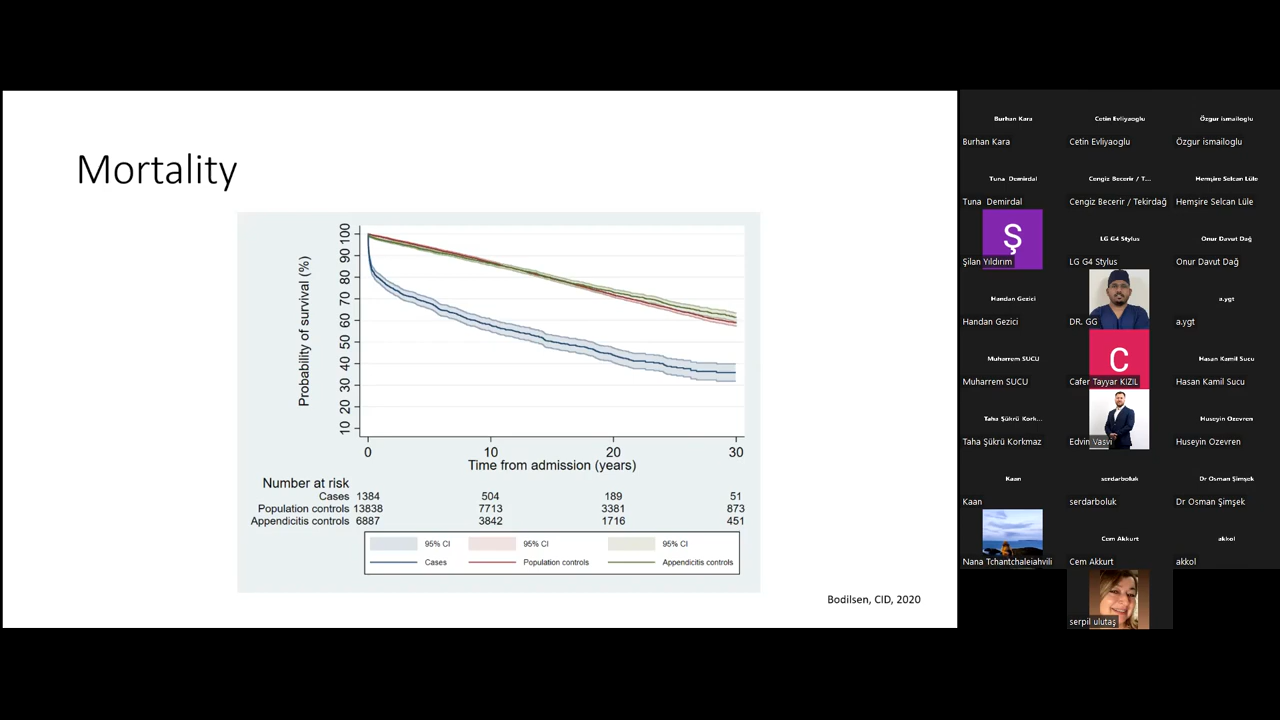 Mortality
Probability of survival (%)
100
90
80
70
60
50
40
30
20
10
0 10 20 30
Time from admission (years)
Number at risk
Cases 1384 504 189 51
Population controls 13838 7713 3381 873
Appendicitis controls 6887 3842 1716 451
95% CI 95% CI 95% CI
Cases Population controls Appendicitis controls
Bodilsen, CID, 2020
Burhan Kara Cetin Evliyaoglu Özgur ismailoglu
Burhan Kara Cetin Evliyaoglu Özgur ismailoglu
Tuna Demirdal Cengiz Becerir / T... Hemşire Selcan Lüle
Tuna Demirdal Cengiz Becerir / Tekirdağ Hemşire Selcan Lüle
Ş LG G4 Stylus Onur Davut Dağ
Şilan Yıldırım LG G4 Stylus Onur Davut Dağ
Handan Gezici a.ygt
Handan Gezici DR. GG a.ygt
Muharrem SUCU C Hasan Kamil Sucu
Muharrem SUCU Cafer Tayyar KIZIL Hasan Kamil Sucu
Taha Şükrü Kork... Huseyin Ozevren
Taha Şükrü Korkmaz Edvin Vasvi Huseyin Ozevren
Kaan serdarboluk Dr Osman Şimşek
Kaan serdarboluk Dr Osman Şimşek
Cem Akkurt akkol
Nana Tchantchaleiahvili Cem Akkurt akkol
serpil ulutaş